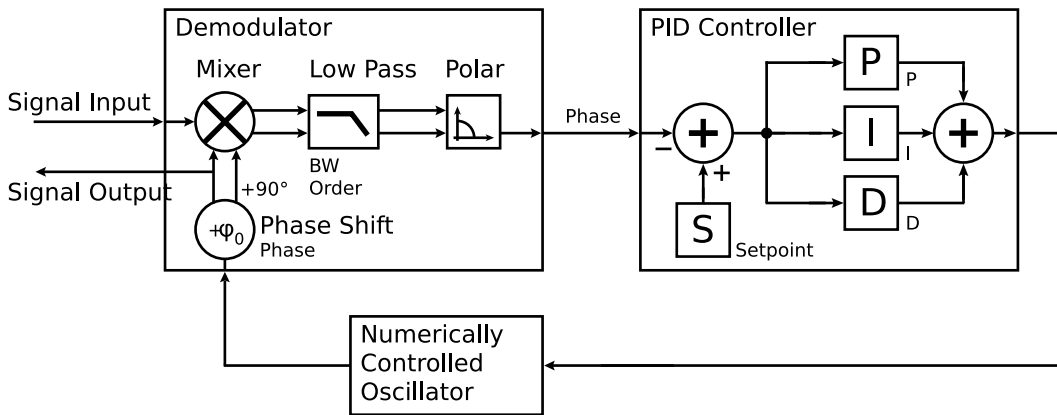 Demodulator
Mixer
Low Pass
Polar
Signal Input
Signal Output
+90°
BW
Order
+φ0
Phase Shift
Phase
Phase
PID Controller
+
−
+
S
Setpoint
P
P
I
I
D
D
+
Numerically
Controlled
Oscillator